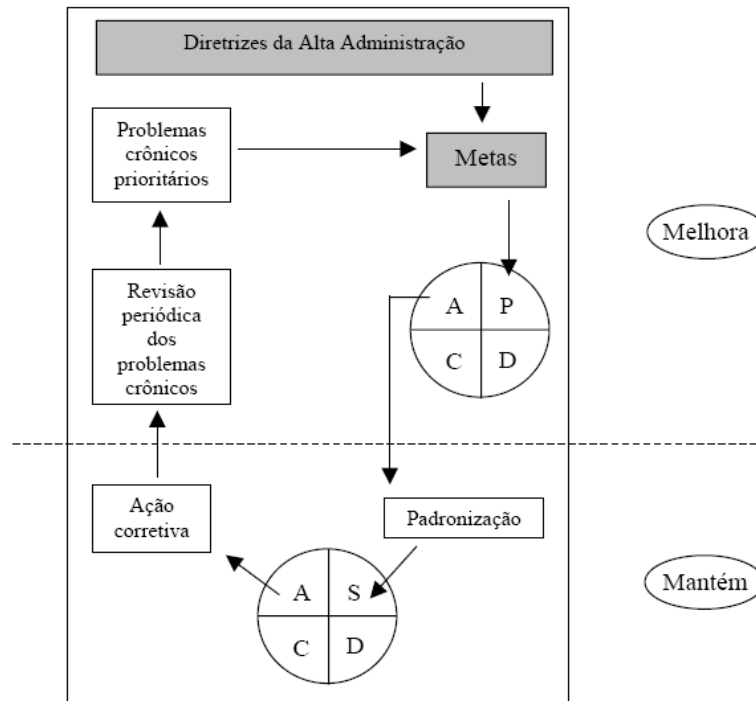 Diretrizes da Alta Administração
Problemas
crônicos
prioritários
Metas
Melhora
Revisão
periódica
dos
problemas
crônicos
A P
C D
Ação
corretiva
Padronização
A S
C D
Mantém